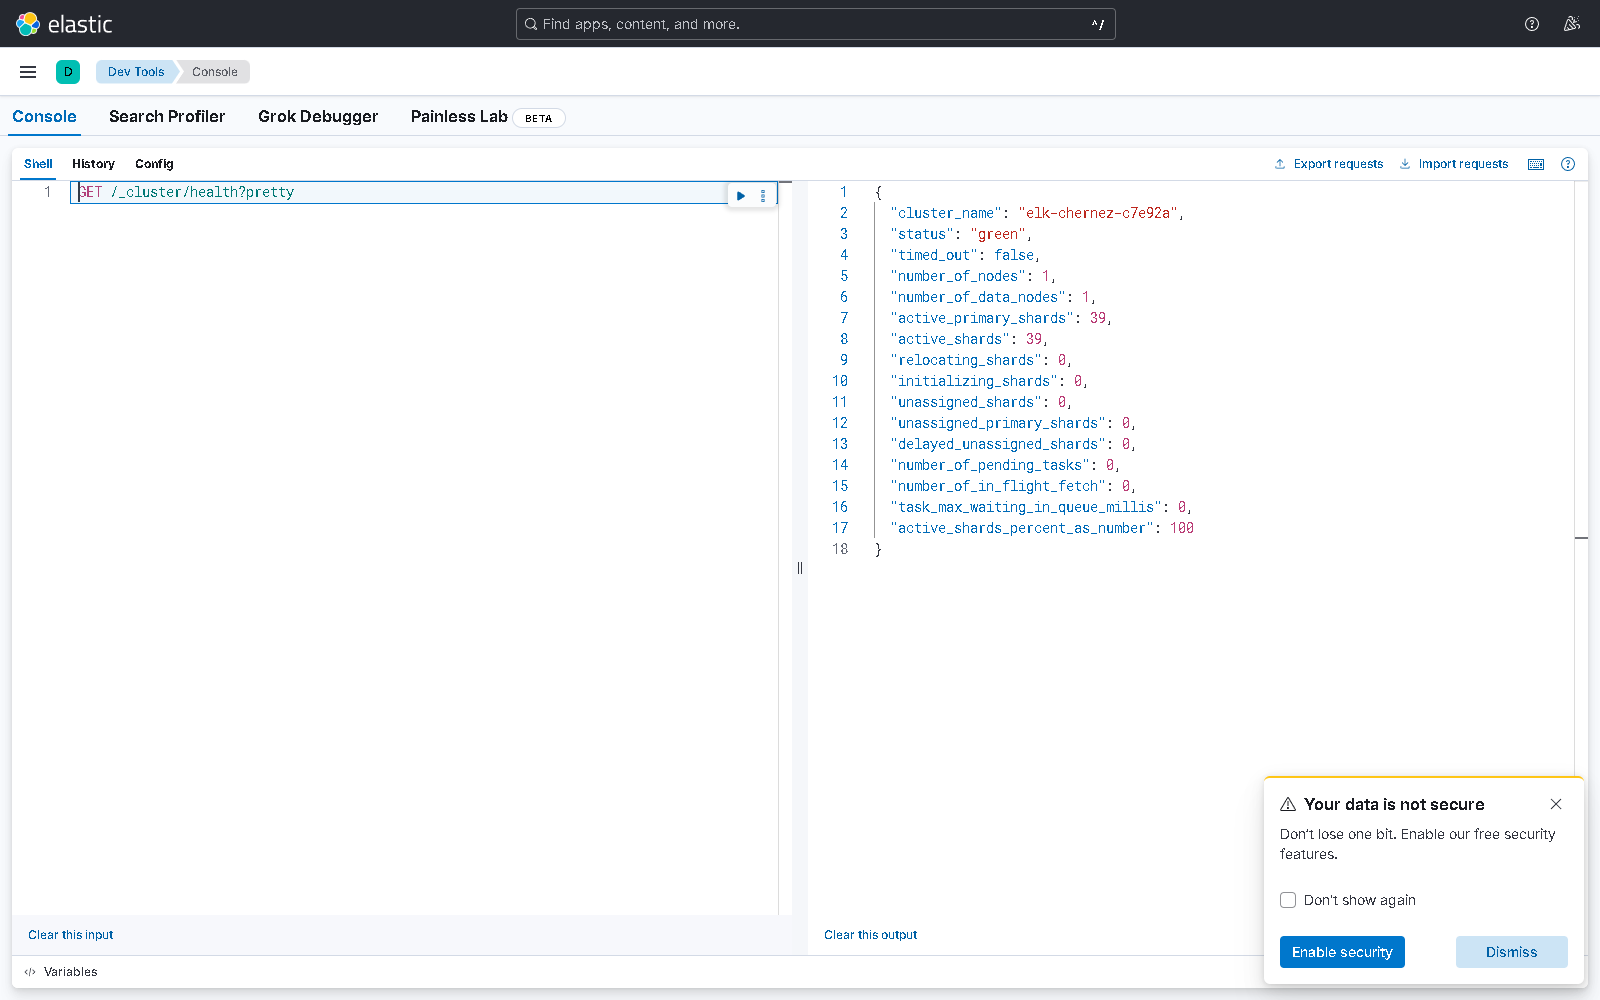 elastic
Find apps, content, and more.
^/
D
Dev Tools
Console
Console
Search Profiler
Grok Debugger
Painless Lab
BETA
Shell
History
Config
Export requests
Import requests
1
GET /_cluster/health?pretty
1 {
2 "cluster_name": "elk-chernez-c7e92a",
3 "status": "green",
4 "timed_out": false,
5 "number_of_nodes": 1,
6 "number_of_data_nodes": 1,
7 "active_primary_shards": 39,
8 "active_shards": 39,
9 "relocating_shards": 0,
10 "initializing_shards": 0,
11 "unassigned_shards": 0,
12 "unassigned_primary_shards": 0,
13 "delayed_unassigned_shards": 0,
14 "number_of_pending_tasks": 0,
15 "number_of_in_flight_fetch": 0,
16 "task_max_waiting_in_queue_millis": 0,
17 "active_shards_percent_as_number": 100
18 }
Your data is not secure
Don't lose one bit. Enable our free security
features.
Don't show again
Enable security
Dismiss
Clear this input
Clear this output
Variables